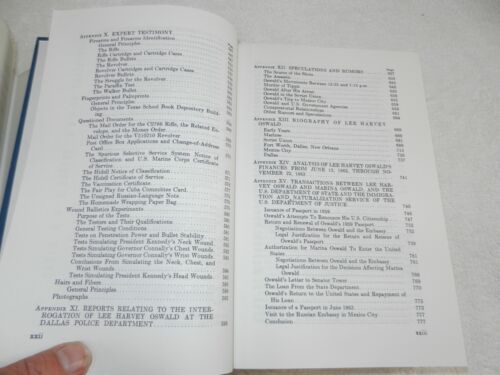 APPENDIX X. EXPERT TESTIMONY
Firearms and Firearms Identification
General Principles
The Rifle
Rifle Cartridge and Cartridge Cases
The Rifle Bullets
The Revolver
Revolver Cartridges and Cartridge Cases
Revolver Bullets
The Struggle for the Revolver
The Paraffin Test
The Walker Bullet
Fingerprints and Palmprints
General Principles
Objects in the Texas School Book Depository Building
Questioned Documents
The Mail Order for the C2766 Rifle, the Related Envelope, and the Money Order
Mail Order for the V510210 Revolver
Post Office Box Applications and Change-of-Address Card
The Spurious Selective Service System Notice of
Classification and U.S. Marine Corps Certificate of
Service
The Hidell Notice of Classification
The Hidell Certificate of Service
The Vaccination Certificate
The Fair Play for Cuba Committee Card
The Unsigned Russian-Language Note
The Homemade Wrapping Paper Bag
Wound Ballistics Experiments
Purpose of the Tests
The Testers and Their Qualifications
General Testing Conditions
Tests on Penetration Power and Bullet Stability
Tests Simulating President Kennedy's Neck Wound
Tests Simulating Governor Connally's Chest Wounds
Tests Simulating Governor Connally's Wrist Wounds
Conclusions From Simulating the Neck, Chest, and
Wrist Wounds
Tests Simulating President Kennedy's Head Wounds
Hairs and Fibers
General Principles
Photographs
APPENDIX XI. REPORTS RELATING TO THE INTERROGATION OF LEE HARVEY OSWALD AT THE
DALLAS POLICE DEPARTMENT
xxii
APPENDIX XII. SPECULATIONS AND RUMORS
The Source of the Shots
The Assassin
Oswald's Movements Between 12:33 and 1:15 p.m.
Murder of Tippit
Oswald After His Arrest
Oswald in the Soviet Union
Oswald's Trip to Mexico City
Oswald and U.S. Government Agencies
Conspiratorial Relationships
Other Rumors and Speculations
APPENDIX XIII. BIOGRAPHY OF LEE HARVEY
OSWALD
Early Years
Marines
Soviet Union
Fort Worth, Dallas, New Orleans
Mexico City
Dallas
APPENDIX XIV. ANALYSIS OF LEE HARVEY OSWALD'S
FINANCES FROM JUNE 13, 1962, THROUGH NOVEMBER 22, 1963
APPENDIX XV. TRANSACTIONS BETWEEN LEE HARVEY OSWALD AND MARINA OSWALD, AND THE
U.S. DEPARTMENT OF STATE AND THE IMMIGRATION AND NATURALIZATION SERVICE OF THE
U.S. DEPARTMENT OF JUSTICE
Issuance of Passport in 1959
Oswald's Attempts To Renounce His U.S. Citizenship
Return and Renewal of Oswald's 1959 Passport
Negotiations Between Oswald and the Embassy
Legal Justification for the Return and Reissue of
Oswald's Passport
Authorization for Marina Oswald To Enter the United
States
Negotiations Between Oswald and the Embassy
Legal Justification for the Decisions Affecting Marina
Oswald
Oswald's Letter to Senator Tower
The Loan From the State Department
Oswald's Return to the United States and Repayment of
His Loan
Issuance of a Passport in June 1963
Visit to the Russian Embassy in Mexico City
Conclusion
xxiii